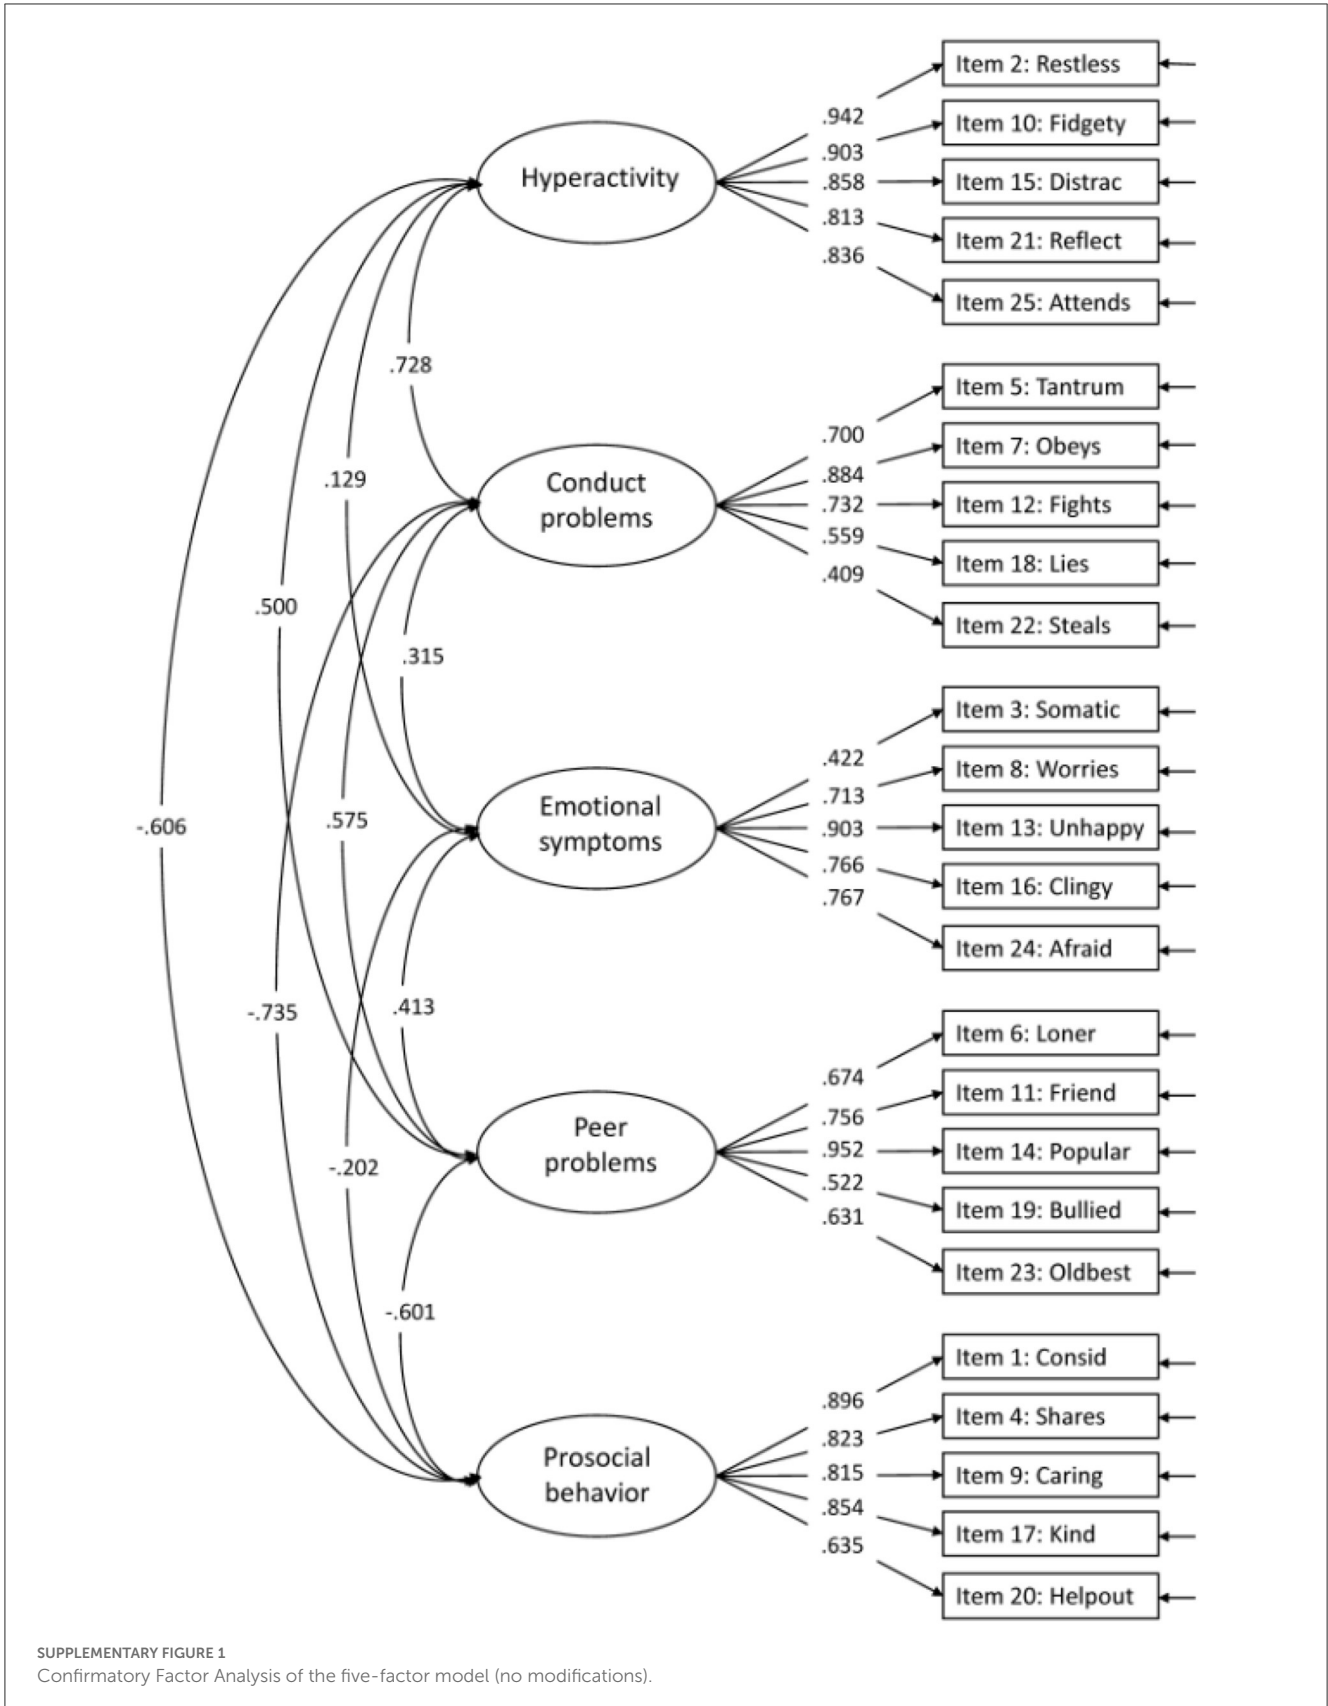 Item 2: Restless
.942
Item 10: Fidgety
.903
Hyperactivity
.858
Item 15: Distrac
.813
Item 21: Reflect
.836
Item 25: Attends
.728
Item 5: Tantrum
.700
Item 7: Obeys
.884
Conduct
problems
.732
Item 12: Fights
.559
Item 18: Lies
.409
Item 22: Steals
.129
.500
.315
Item 3: Somatic
.422
Item 8: Worries
.713
Emotional
symptoms
.903
Item 13: Unhappy
.766
Item 16: Clingy
.767
Item 24: Afraid
-.606
.575
-.735
.413
Item 6: Loner
.674
Item 11: Friend
.756
Peer
problems
.952
Item 14: Popular
.522
Item 19: Bullied
.631
Item 23: Oldbest
-.202
-.601
Item 1: Consid
.896
Item 4: Shares
.823
Prosocial
behavior
.815
Item 9: Caring
.854
Item 17: Kind
.635
Item 20: Helpout
SUPPLEMENTARY FIGURE 1
Confirmatory Factor Analysis of the five-factor model (no modifications).